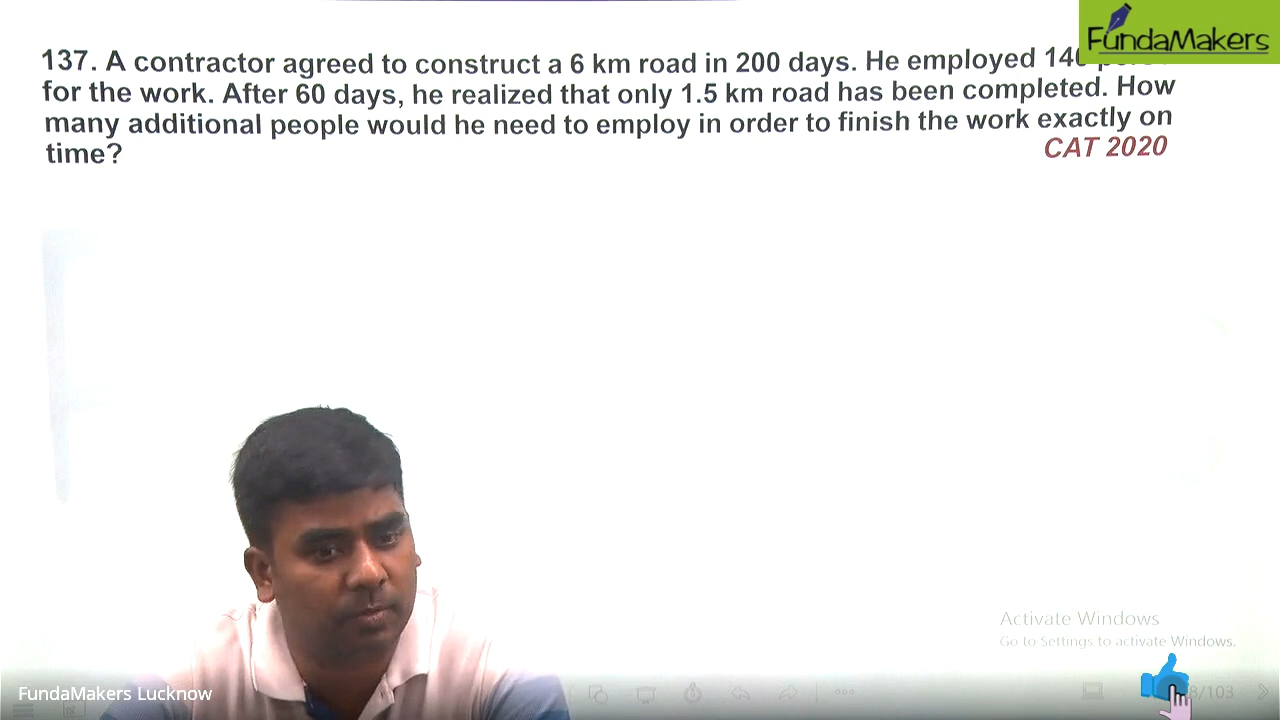 FundaMakers
137. A contractor agreed to construct a 6 km road in 200 days. He employed 140
for the work. After 60 days, he realized that only 1.5 km road has been completed. How
many additional people would he need to employ in order to finish the work exactly on
time?
CAT 2020
Activate Windows
Go to Settings to activate Windows.
FundaMakers Lucknow
/103